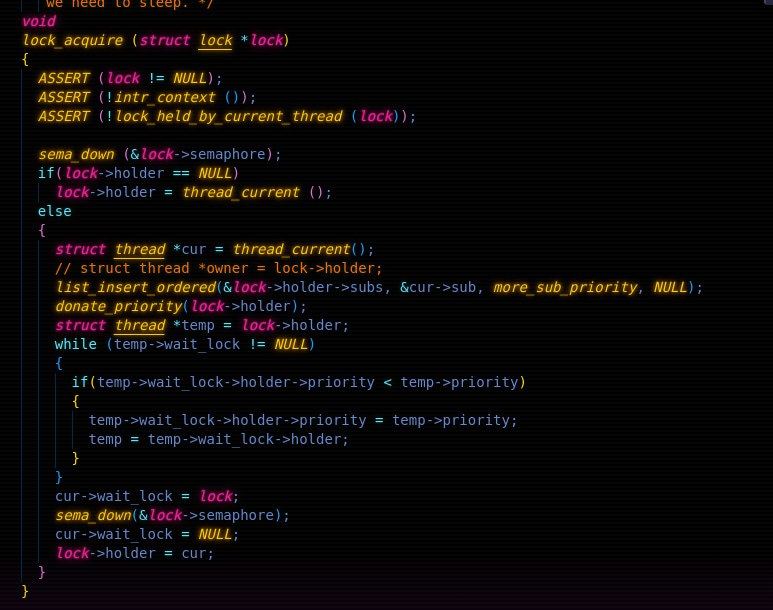 we need to sleep. */
void
lock_acquire (struct lock *lock)
{
  ASSERT (lock != NULL);
  ASSERT (!intr_context ());
  ASSERT (!lock_held_by_current_thread (lock));

  sema_down (&lock->semaphore);
  if(lock->holder == NULL)
    lock->holder = thread_current ();
  else
  {
    struct thread *cur = thread_current();
    // struct thread *owner = lock->holder;
    list_insert_ordered(&lock->holder->subs, &cur->sub, more_sub_priority, NULL);
    donate_priority(lock->holder);
    struct thread *temp = lock->holder;
    while (temp->wait_lock != NULL)
    {
      if(temp->wait_lock->holder->priority < temp->priority)
      {
        temp->wait_lock->holder->priority = temp->priority;
        temp = temp->wait_lock->holder;
      }
    }
    cur->wait_lock = lock;
    sema_down(&lock->semaphore);
    cur->wait_lock = NULL;
    lock->holder = cur;
  }
}